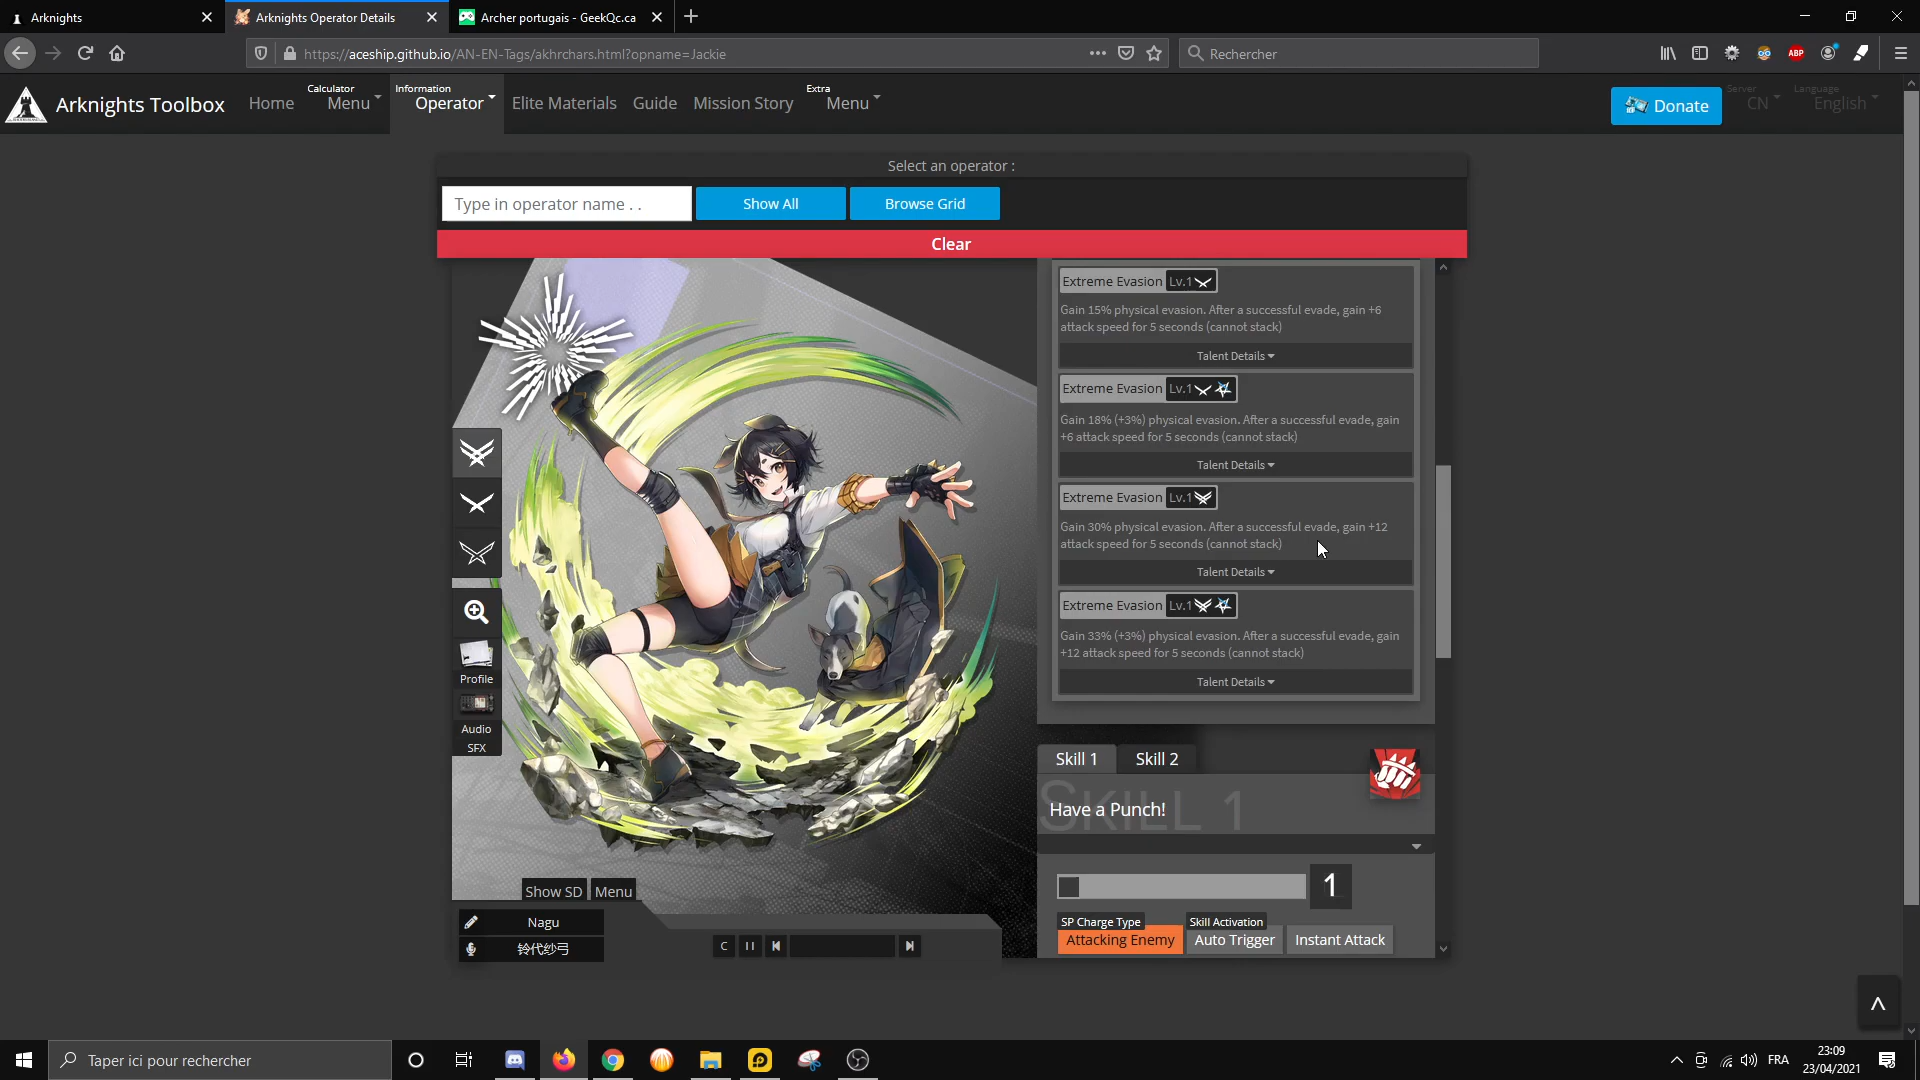 Arknights
Arknights Operator Details
Archer portugais - GeekQc.ca
https://aceship.github.io/AN-EN-Tags/akhrchars.html?opname=Jackie
Rechercher
ABP
Arknights Toolbox
Home
Calculator
Menu
Information
Operator
Elite Materials
Guide
Mission Story
Extra
Menu
Donate
Server
CN
Language
English
Select an operator :
Type in operator name . .
Show All
Browse Grid
Clear
Extreme Evasion Lv.1
Gain 15% physical evasion. After a successful evade, gain +6
attack speed for 5 seconds (cannot stack)
Talent Details
Extreme Evasion Lv.1
Gain 18% (+3%) physical evasion. After a successful evade, gain
+6 attack speed for 5 seconds (cannot stack)
Talent Details
Extreme Evasion Lv.1
Gain 30% physical evasion. After a successful evade, gain +12
attack speed for 5 seconds (cannot stack)
Talent Details
Extreme Evasion Lv.1
Gain 33% (+3%) physical evasion. After a successful evade, gain
+12 attack speed for 5 seconds (cannot stack)
Talent Details
Profile
Audio
SFX
Skill 1
Skill 2
SKILL 1
Have a Punch!
1
SP Charge Type
Attacking Enemy
Skill Activation
Auto Trigger
Instant Attack
Show SD
Menu
Nagu
铃代纱弓
C
Taper ici pour rechercher
FRA
23:09
23/04/2021